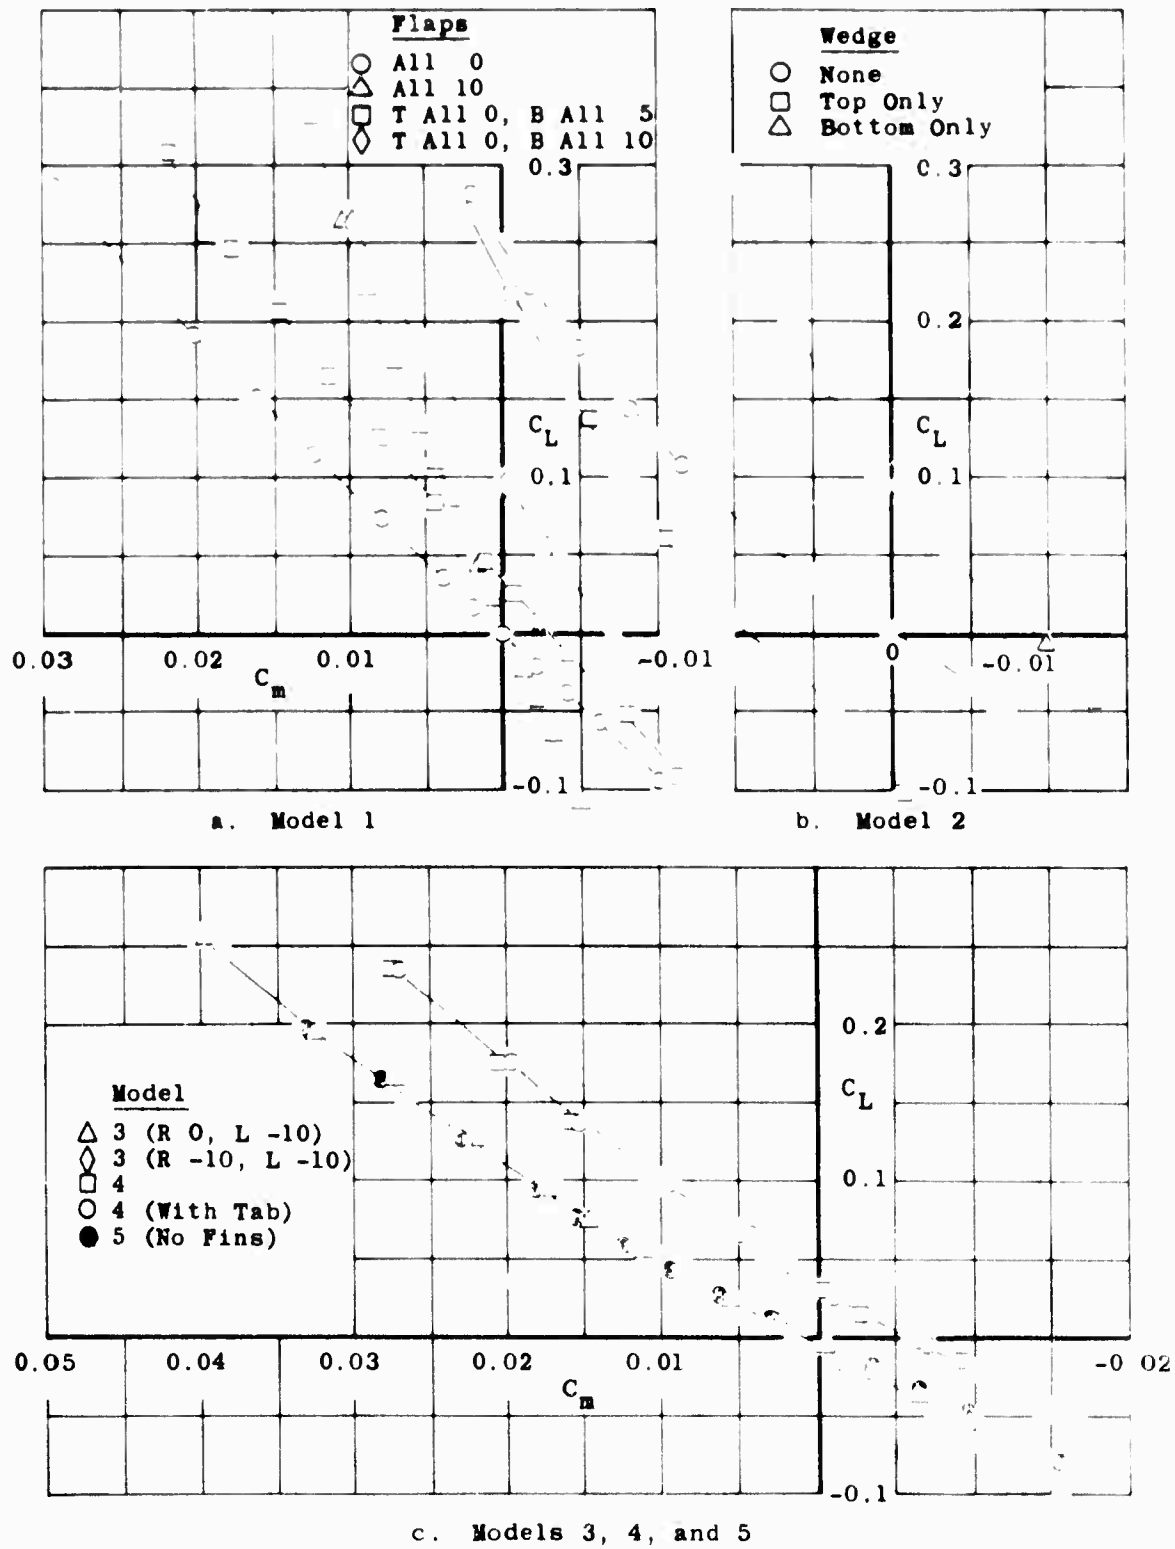 Flaps
All 0
All 10
T All 0, B All 5
T All 0, B All 10
0.3
C_L
0.1
0.03 0.02 0.01 -0.01
C_m
-0.1
a. Model 1
Wedge
None
Top Only
Bottom Only
0.3
0.2
C_L
0.1
0 -0.01
-0.1
b. Model 2
0.2
C_L
0.1
Model
3 (R 0, L -10)
3 (R -10, L -10)
4
4 (With Tab)
5 (No Fins)
0.05 0.04 0.03 0.02 0.01 -0 02
C_m
-0.1
c. Models 3, 4, and 5